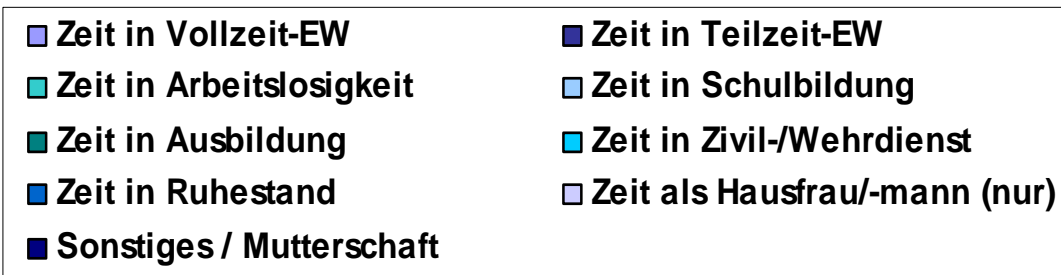 Zeit in Vollzeit-EW Zeit in Teilzeit-EW
Zeit in Arbeitslosigkeit Zeit in Schulbildung
Zeit in Ausbildung Zeit in Zivil-/Wehrdienst
Zeit in Ruhestand Zeit als Hausfrau/-mann (nur)
Sonstiges / Mutterschaft